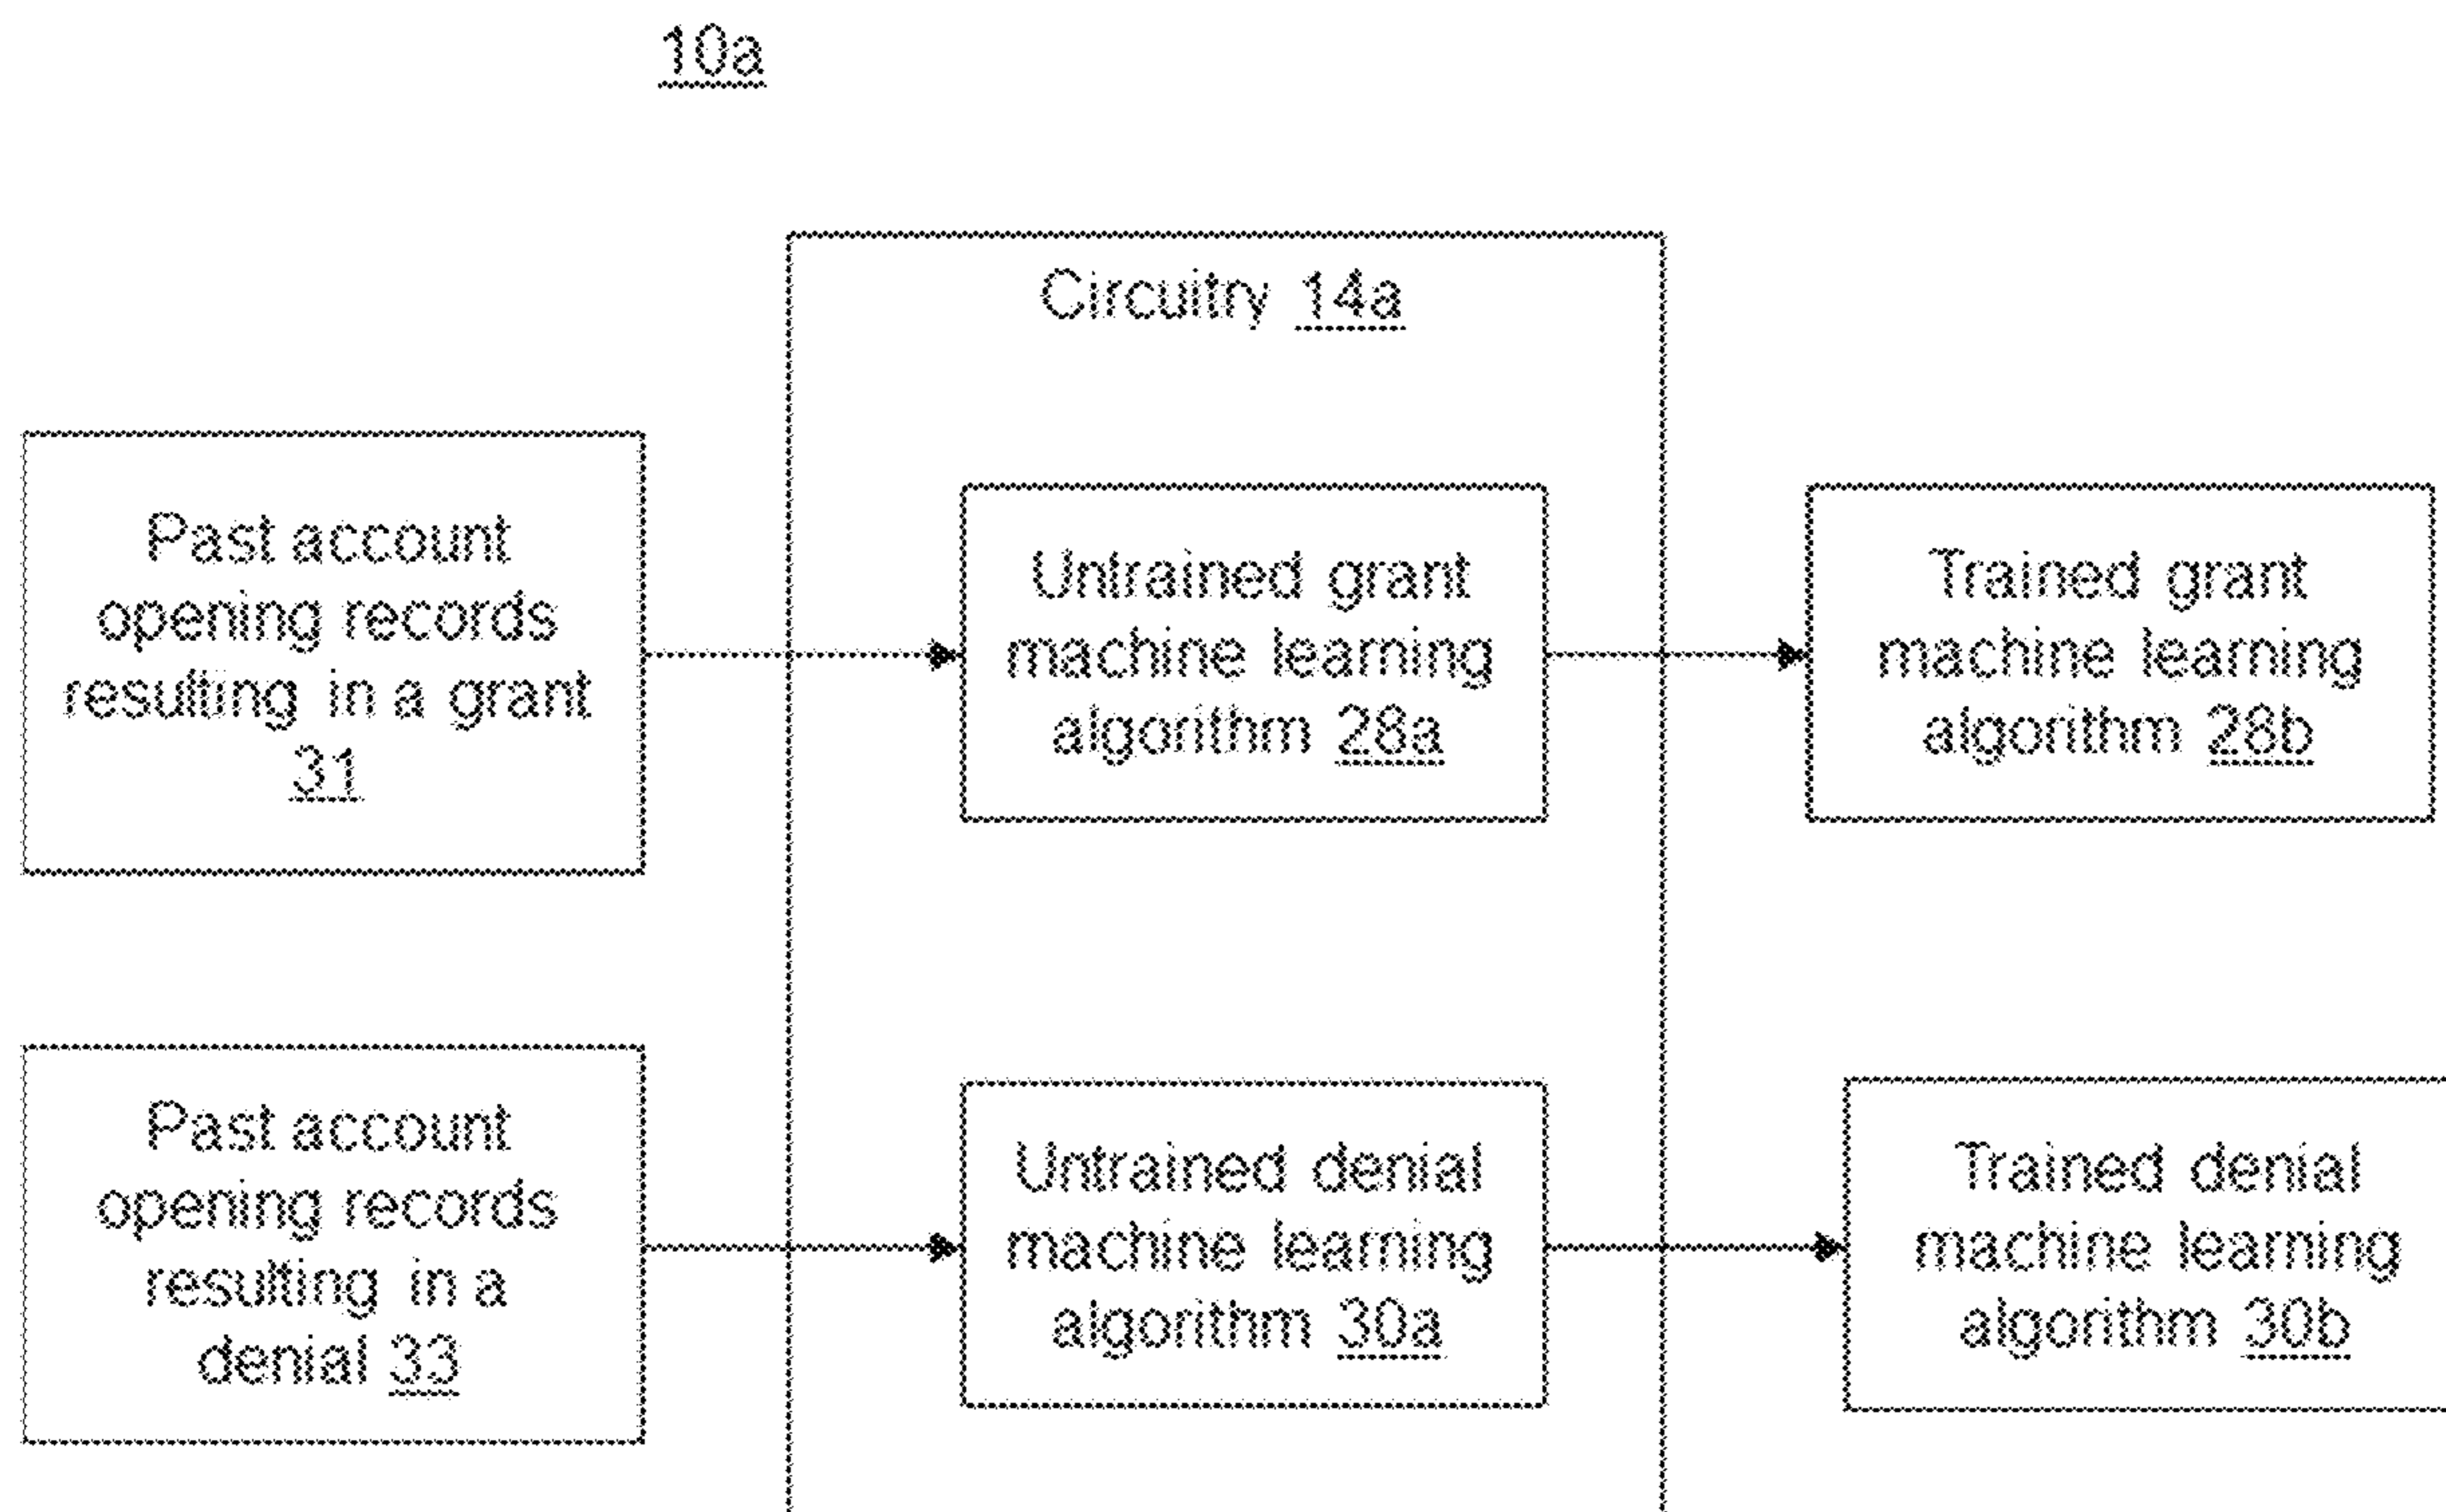 10a
Circuitry 14a
Past account
opening records
resulting in a grant
31
Untrained grant
machine learning
algorithm 28a
Trained grant
machine learning
algorithm 28b
Past account
opening records
resulting in a
denial 33
Untrained denial
machine learning
algorithm 30a
Trained denial
machine learning
algorithm 30b